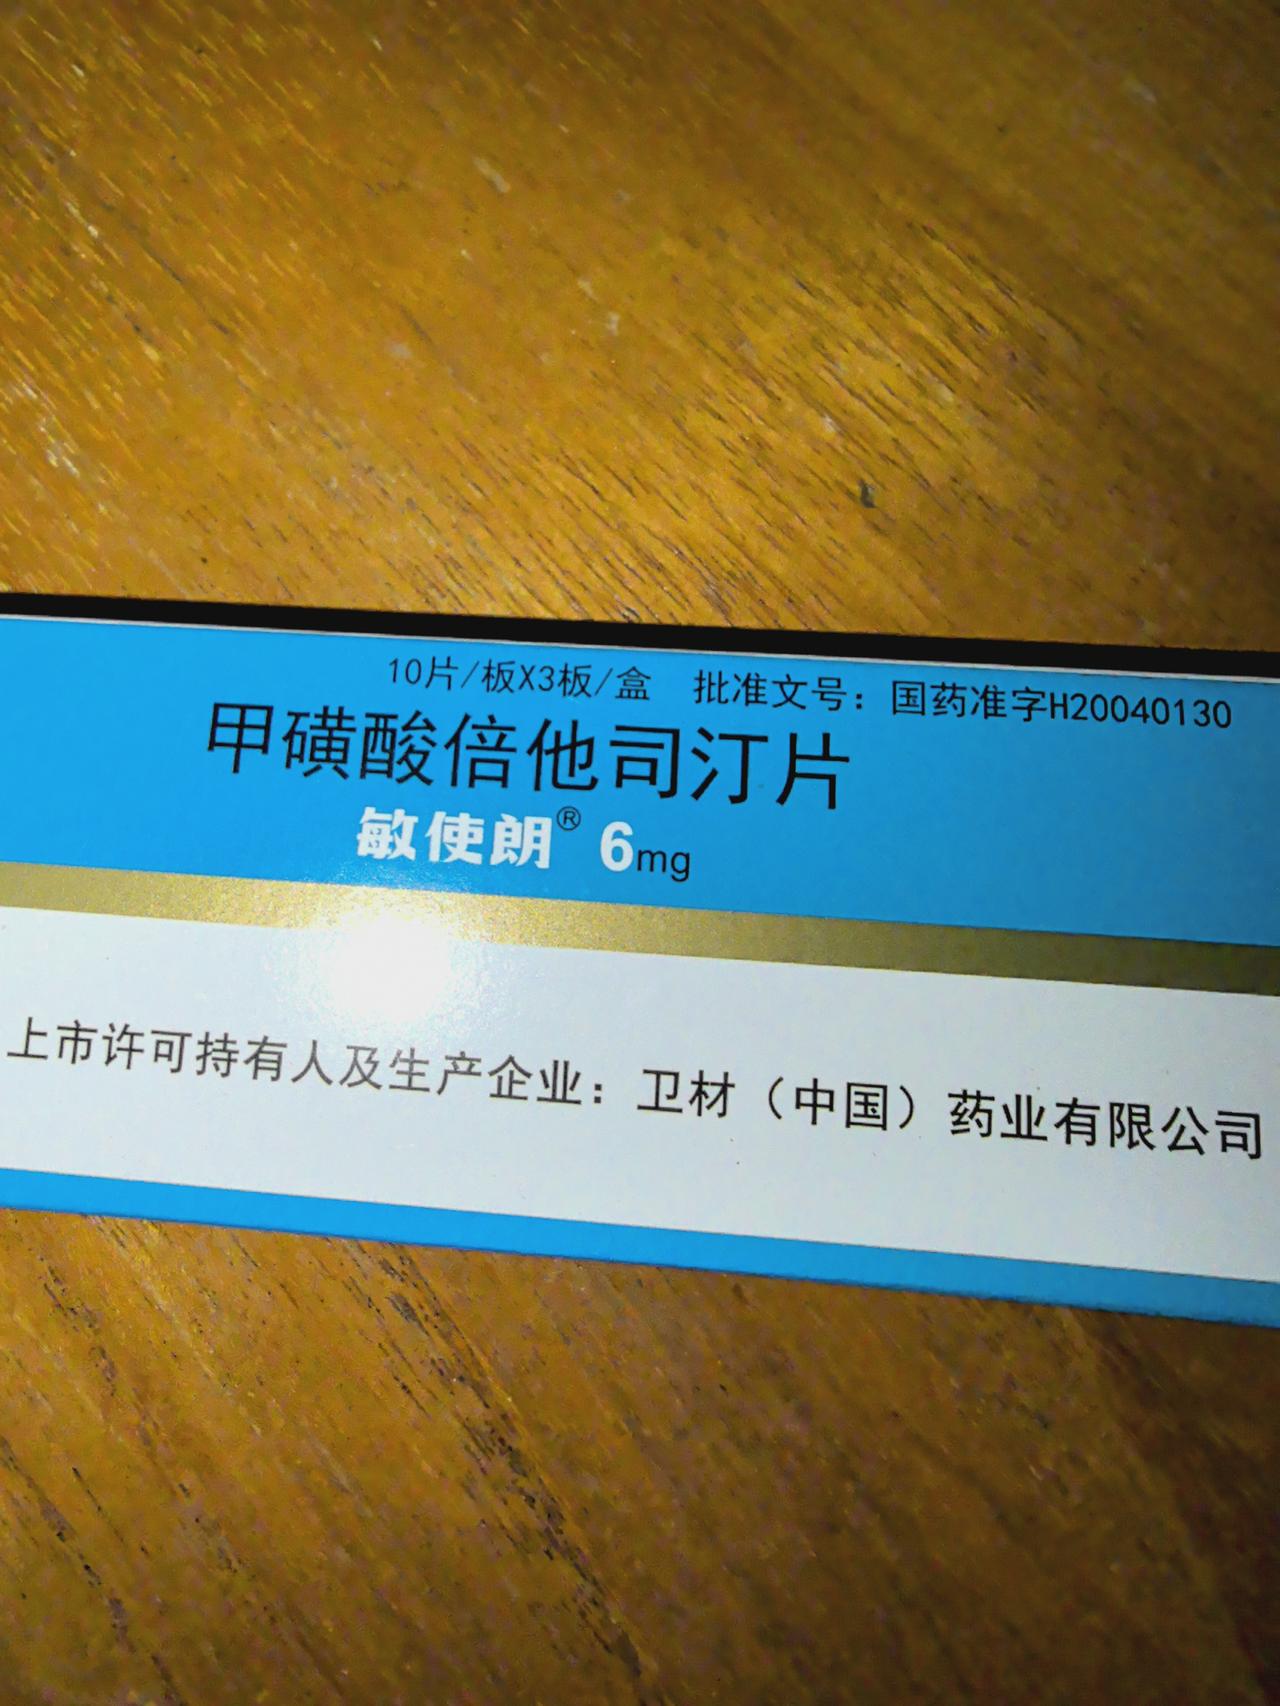 10片/板X3板/盒 批准文号：国药准字H20040130
甲磺酸倍他司汀片
敏使朗® 6mg
上市许可持有人及生产企业：卫材（中国）药业有限公司